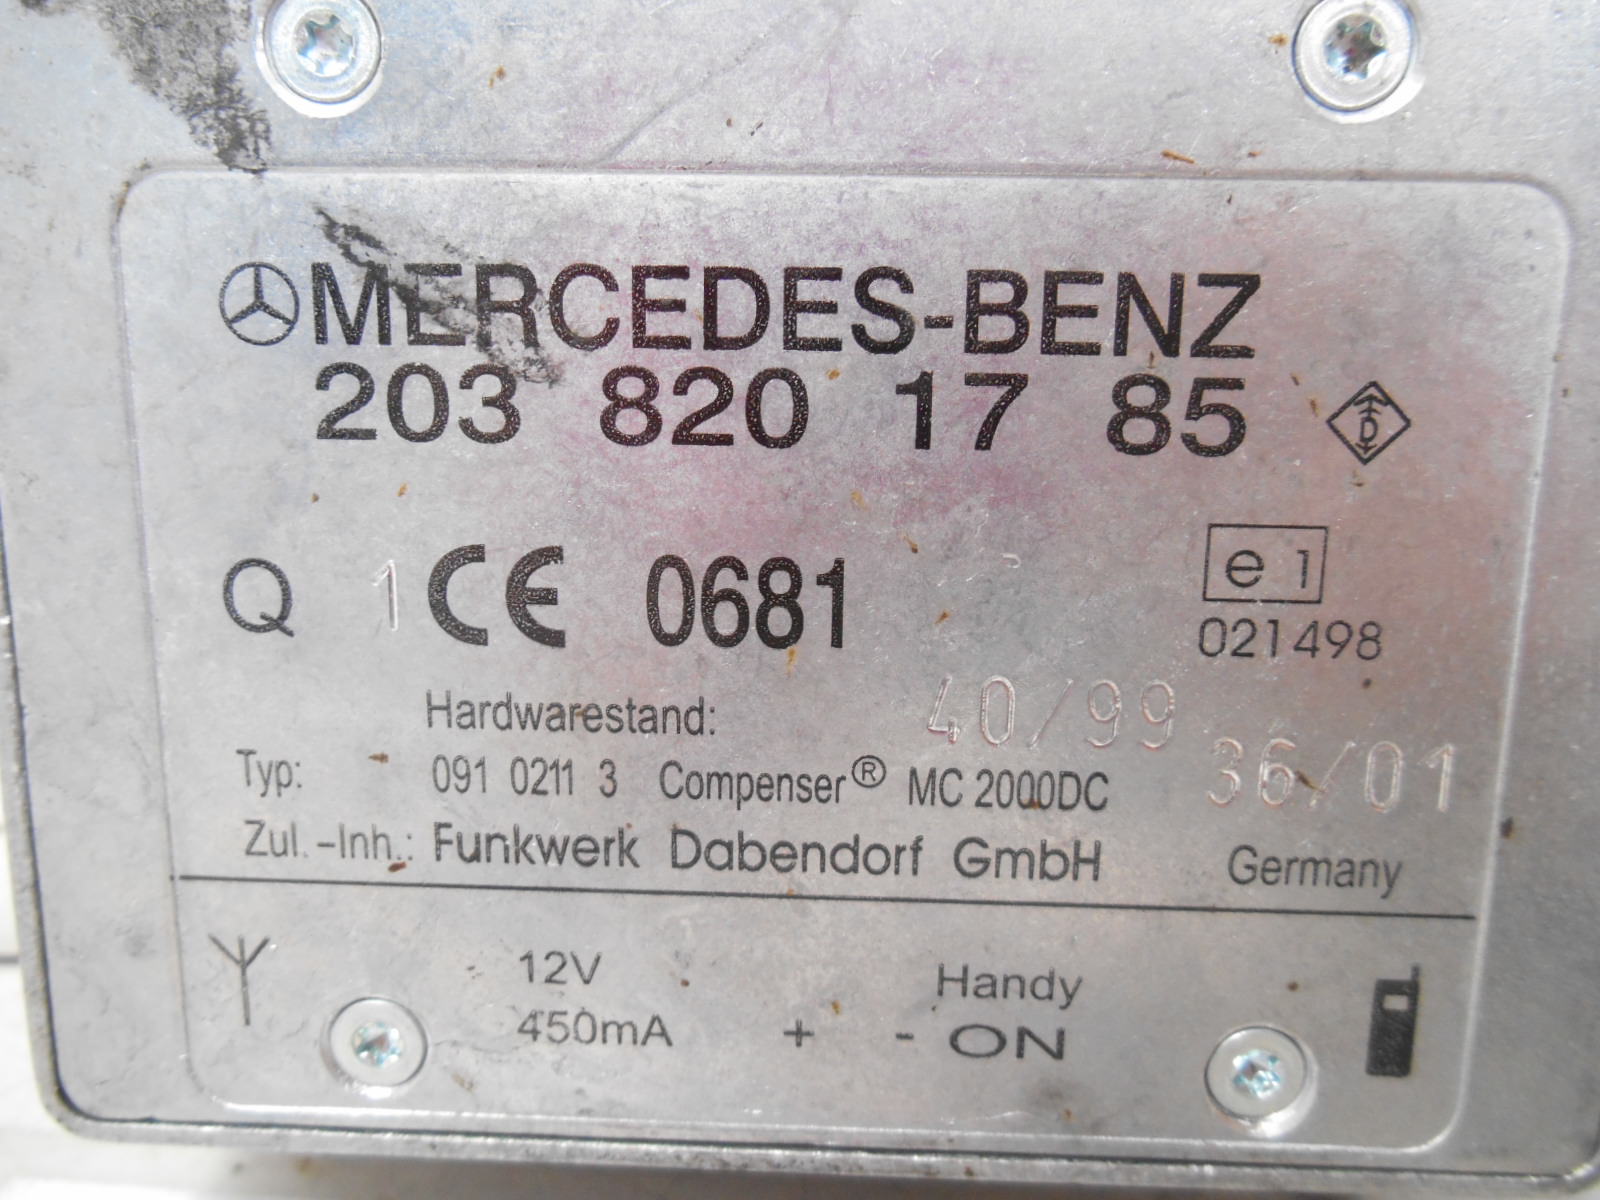 MERCEDES-BENZ
203 820 17 85
D
Q 1 CE 0681 e1
021498
Hardwarestand: 40/99
Typ: 091 0211 3 Compenser® MC 2000DC 36/01
Zul.-Inh.: Funkwerk Dabendorf GmbH Germany
12V Handy
450mA + - ON